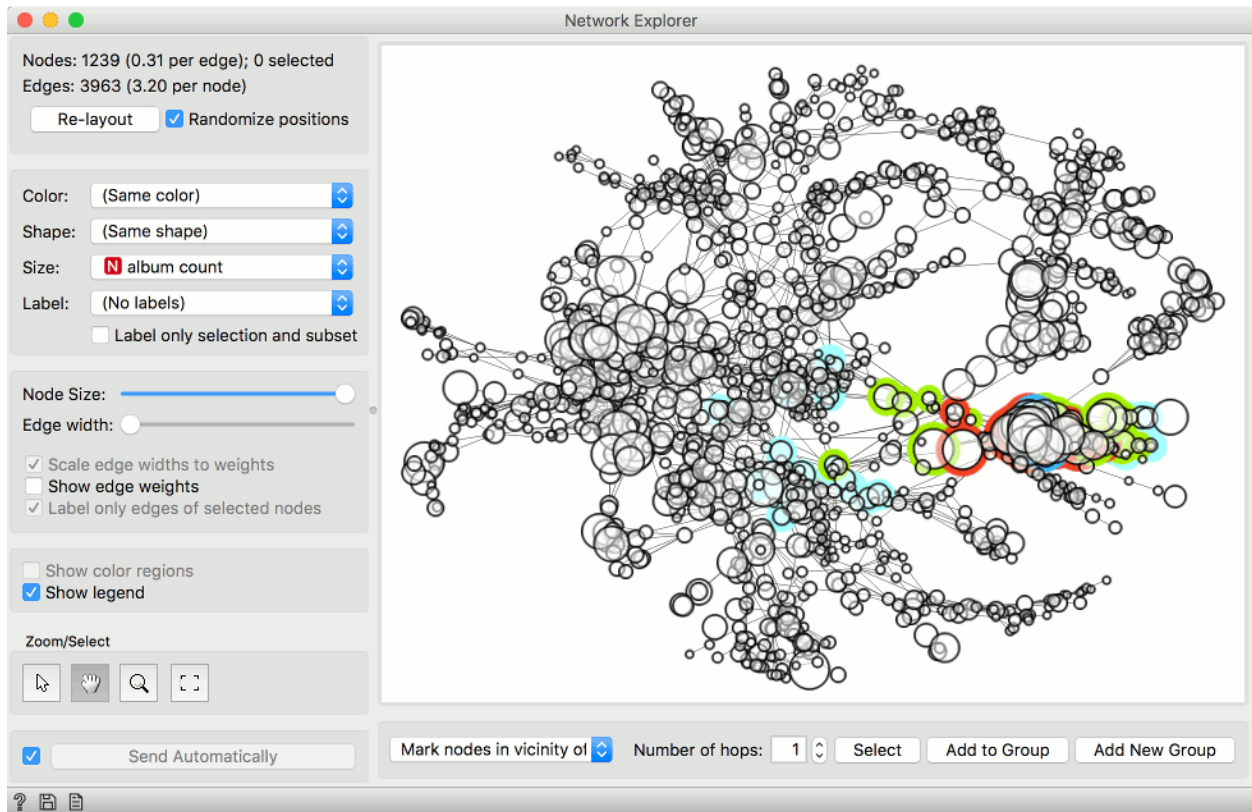 Network Explorer
Nodes: 1239 (0.31 per edge); 0 selected
Edges: 3963 (3.20 per node)
Re-layout
Randomize positions
Color: (Same color)
Shape: (Same shape)
Size: N album count
Label: (No labels)
Label only selection and subset
Node Size:
Edge width:
Scale edge widths to weights
Show edge weights
Label only edges of selected nodes
Show color regions
Show legend
Zoom/Select
Send Automatically
Mark nodes in vicinity of Number of hops: 1 Select Add to Group Add New Group
?